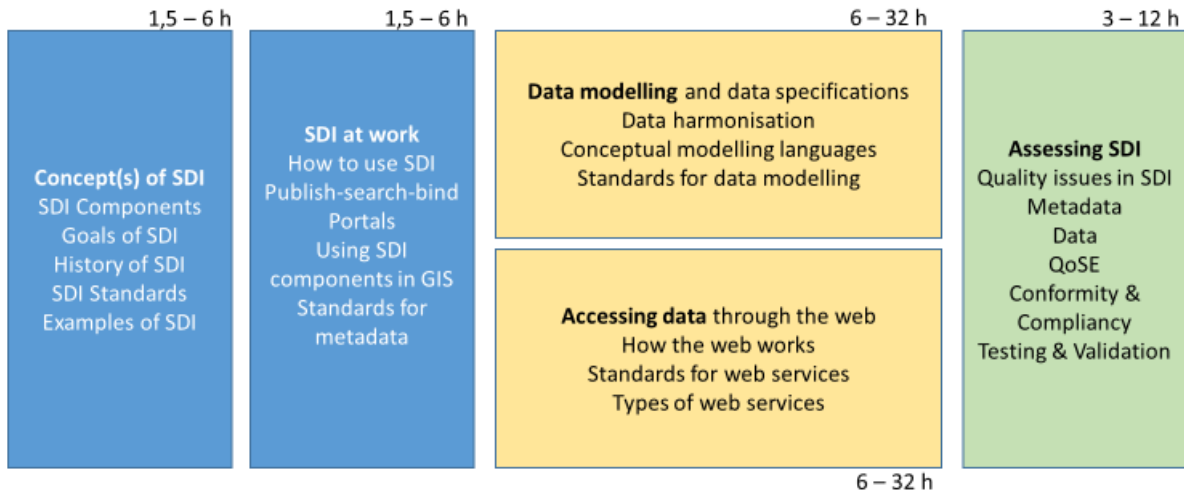 1,5 – 6 h
Concept(s) of SDI
SDI Components
Goals of SDI
History of SDI
SDI Standards
Examples of SDI
1,5 – 6 h
SDI at work
How to use SDI
Publish-search-bind
Portals
Using SDI
components in GIS
Standards for
metadata
6 – 32 h
Data modelling and data specifications
Data harmonisation
Conceptual modelling languages
Standards for data modelling
Accessing data through the web
How the web works
Standards for web services
Types of web services
6 – 32 h
3 – 12 h
Assessing SDI
Quality issues in SDI
Metadata
Data
QoSE
Conformity &
Compliancy
Testing & Validation